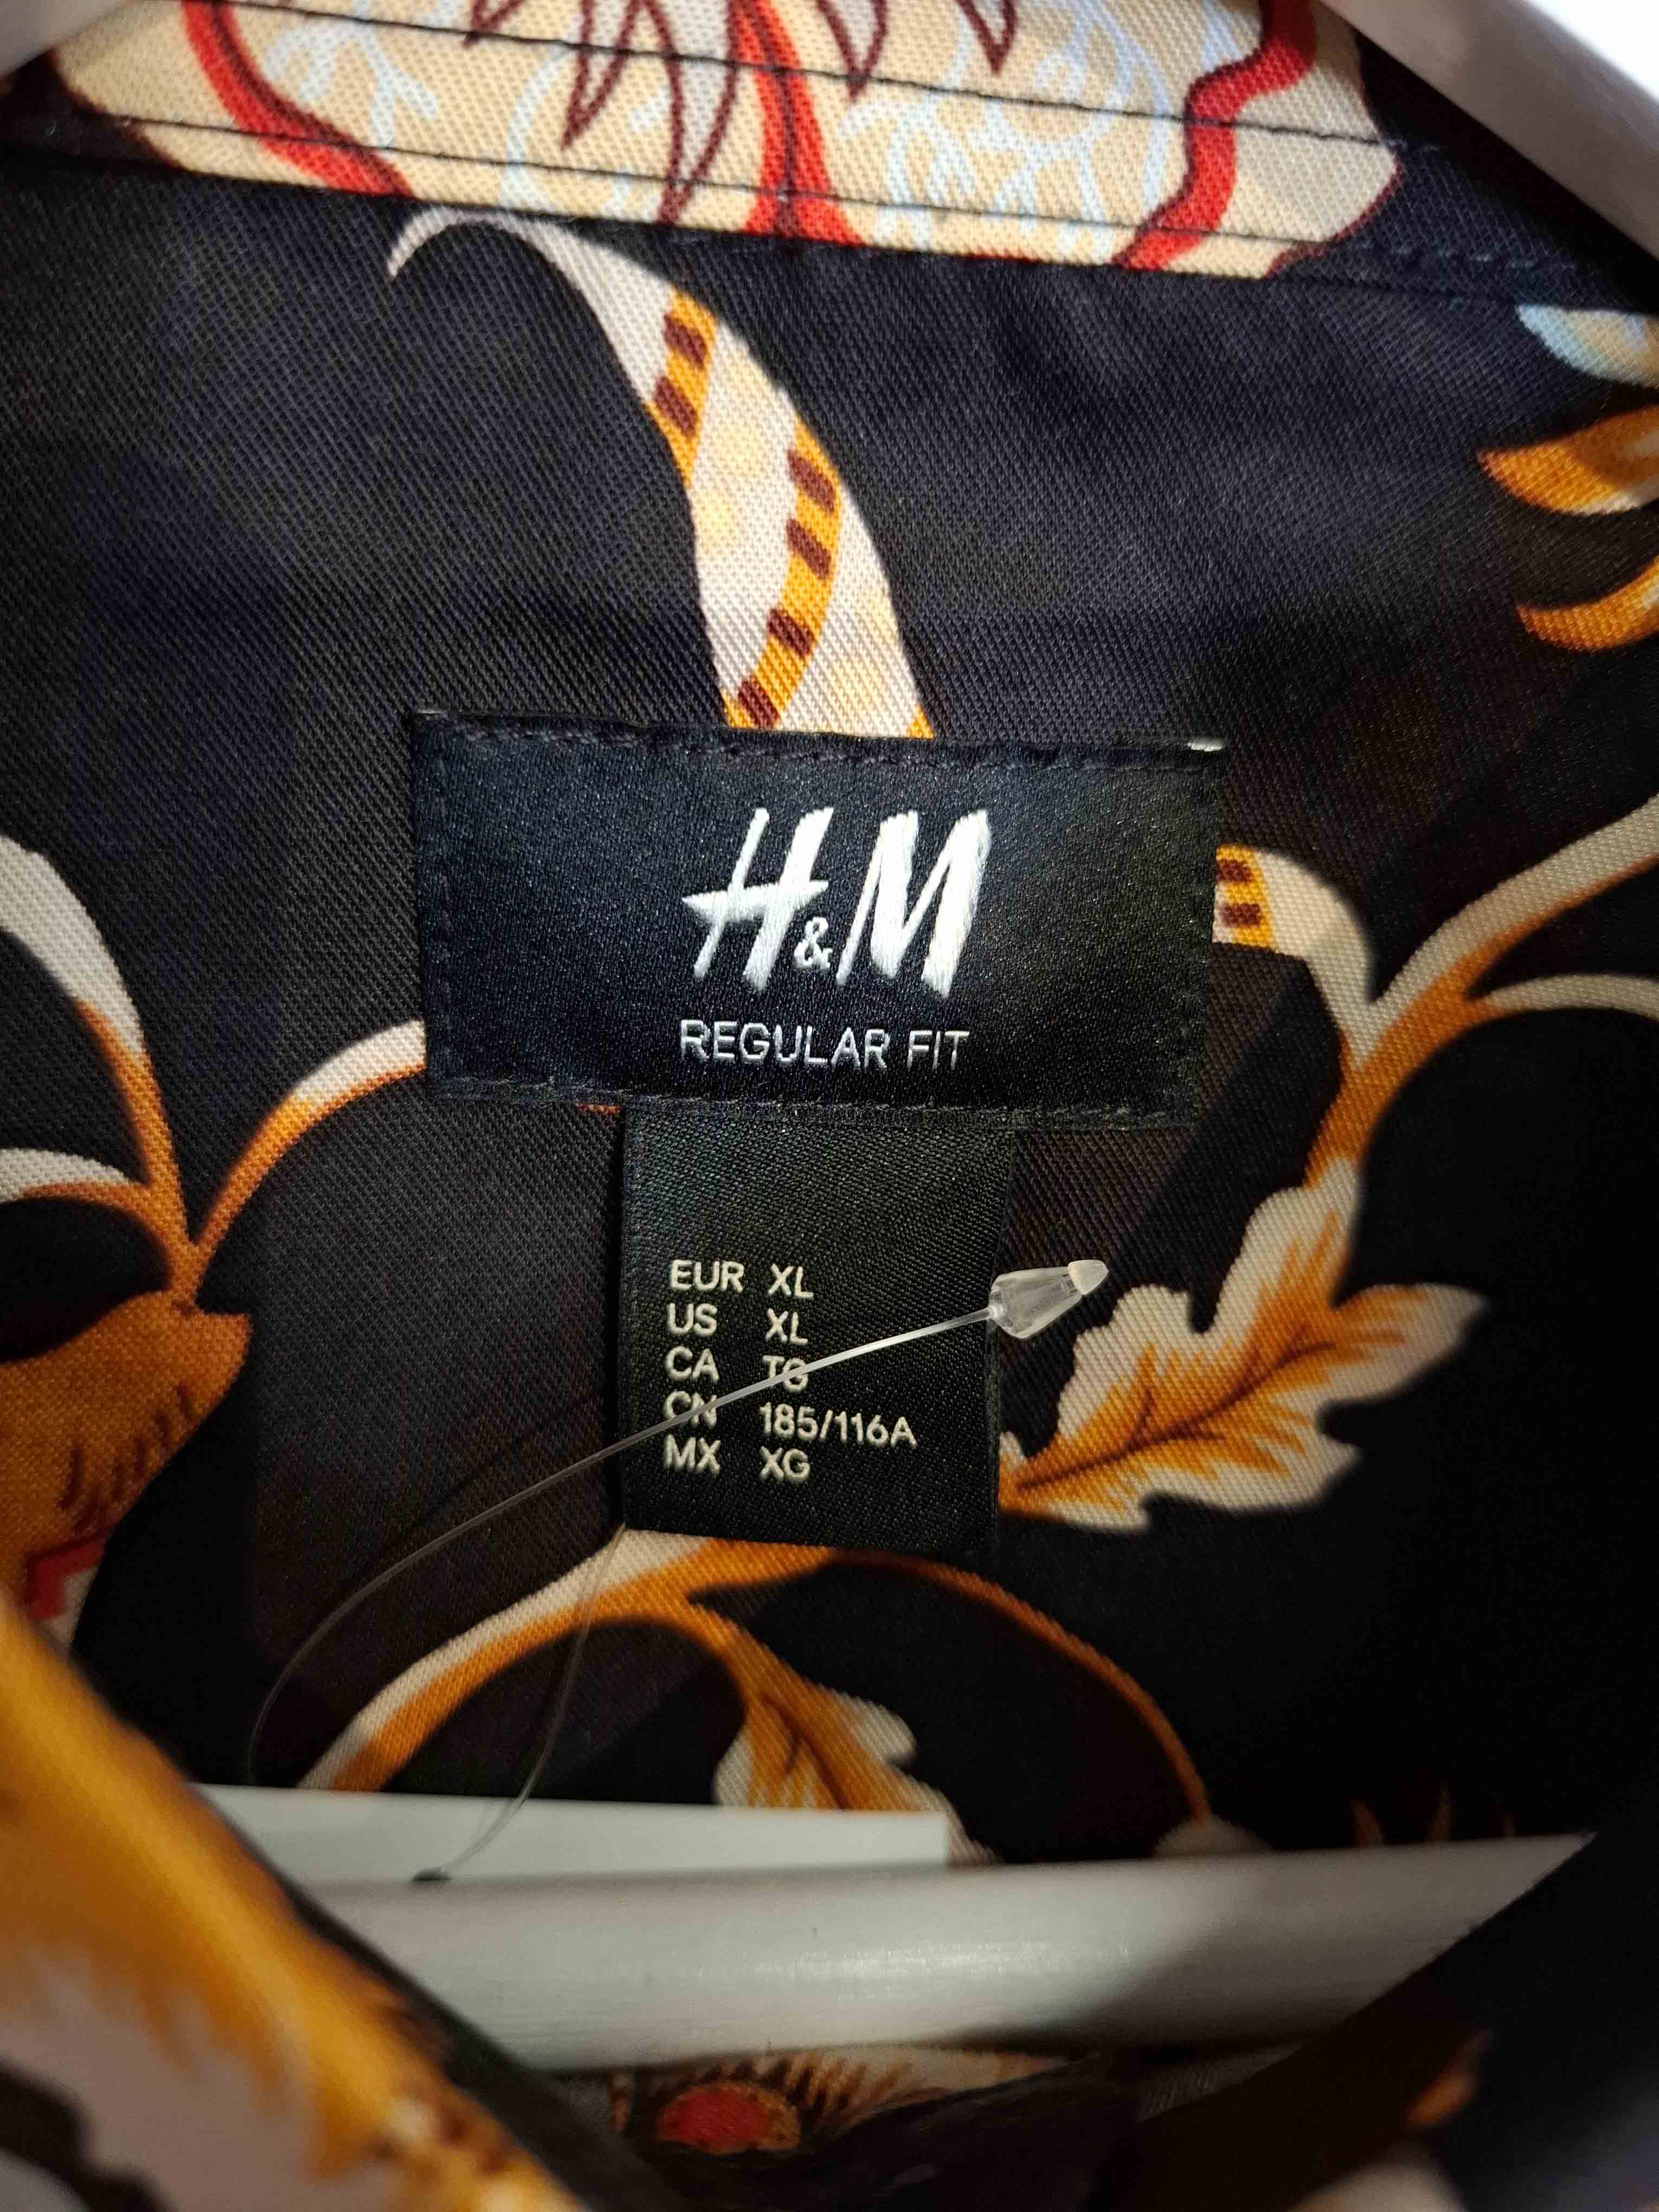 H&M
REGULAR FIT
EUR XL
US XL
CA TG
CN 185/116A
MX XG